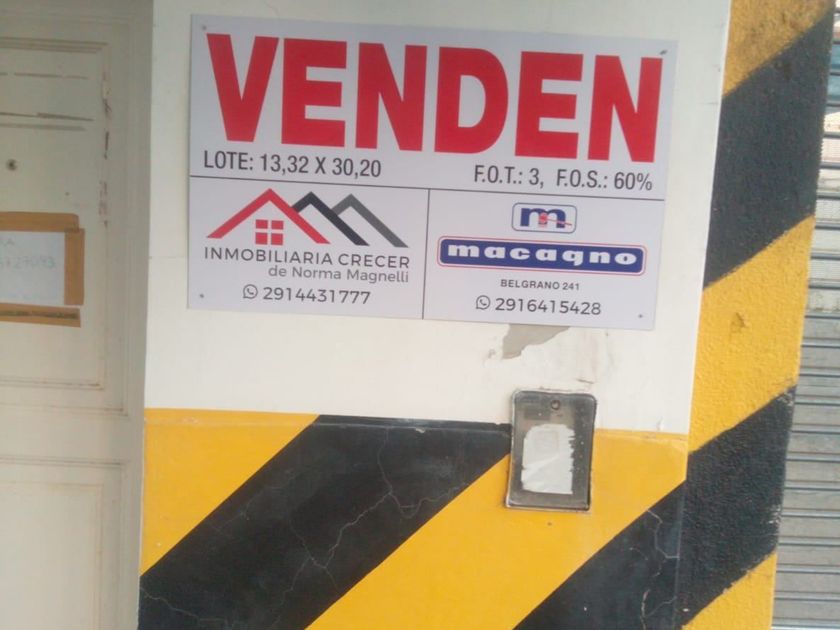 VENDEN
LOTE: 13,32 X 30,20 F.O.T.: 3, F.O.S.: 60%
INMOBILIARIA CRECER
de Norma Magnelli
2914431777
m
macagno
BELGRANO 241
2916415428